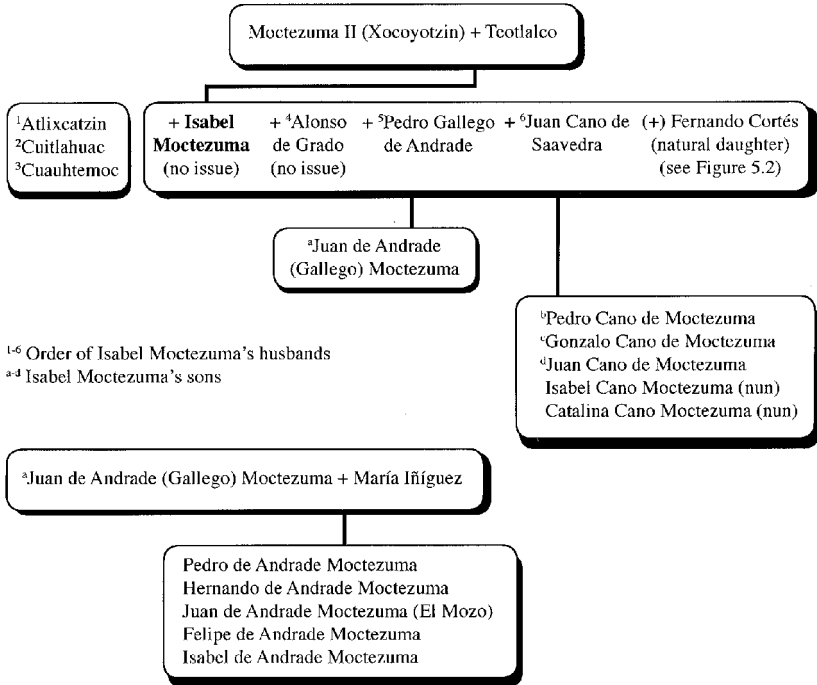 Moctezuma II (Xocoyotzin) + Teotlalco
¹Atlixcatzin
²Cuitlahuac
³Cuauhtemoc
+ Isabel
Moctezuma
(no issue)
+ ⁴Alonso
de Grado
(no issue)
+ ⁵Pedro Gallego
de Andrade
+ ⁶Juan Cano de
Saavedra
(+) Fernando Cortés
(natural daughter)
(see Figure 5.2)
ᵃJuan de Andrade
(Gallego) Moctezuma
ᵇPedro Cano de Moctezuma
ᶜGonzalo Cano de Moctezuma
ᵈJuan Cano de Moctezuma
Isabel Cano Moctezuma (nun)
Catalina Cano Moctezuma (nun)
¹⁻⁶ Order of Isabel Moctezuma's husbands
ᵃ⁻ᵈ Isabel Moctezuma's sons
ᵃJuan de Andrade (Gallego) Moctezuma + María Iñíguez
Pedro de Andrade Moctezuma
Hernando de Andrade Moctezuma
Juan de Andrade Moctezuma (El Mozo)
Felipe de Andrade Moctezuma
Isabel de Andrade Moctezuma